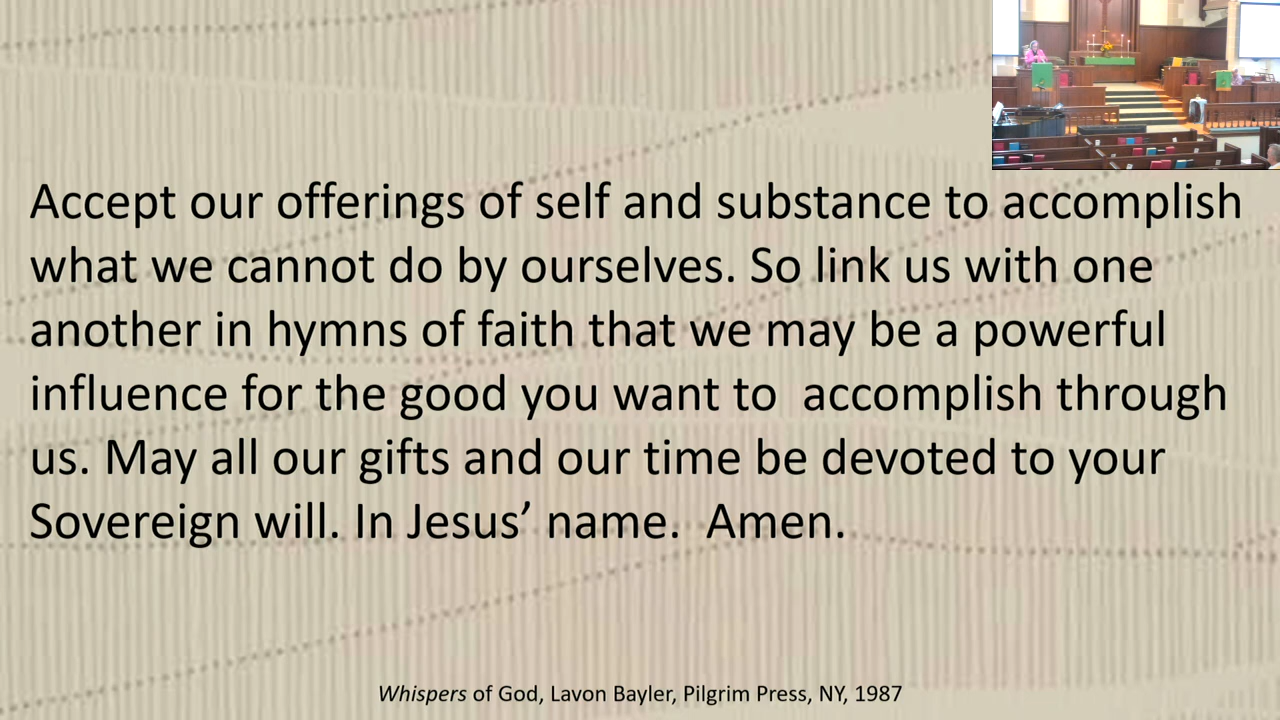 Accept our offerings of self and substance to accomplish
what we cannot do by ourselves. So link us with one
another in hymns of faith that we may be a powerful
influence for the good you want to  accomplish through
us. May all our gifts and our time be devoted to your
Sovereign will. In Jesus’ name.  Amen.
Whispers of God, Lavon Bayler, Pilgrim Press, NY, 1987